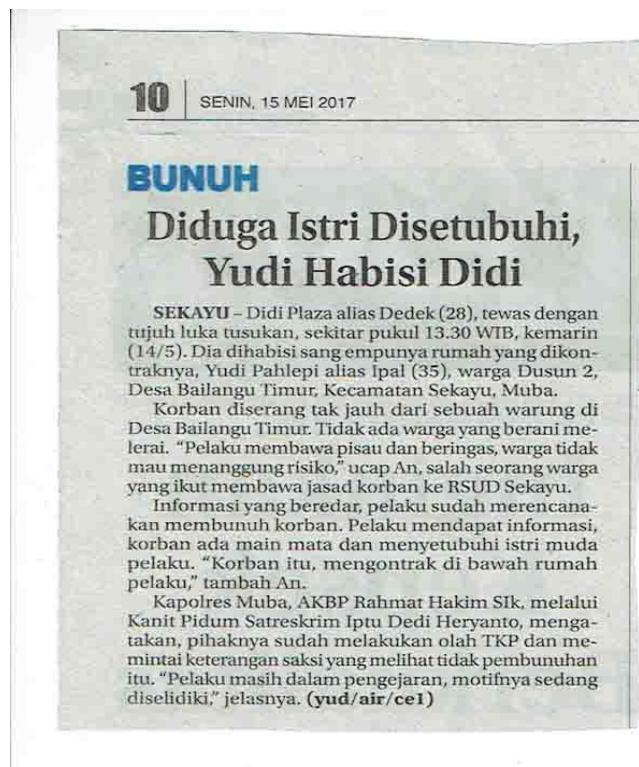 10 SENIN, 15 MEI 2017
BUNUH
Diduga Istri Disetubuhi,
Yudi Habisi Didi
SEKAYU – Didi Plaza alias Dedek (28), tewas dengan
tujuh luka tusukan, sekitar pukul 13.30 WIB, kemarin
(14/5). Dia dihabisi sang empunya rumah yang dikon-
traknya, Yudi Pahlepi alias Ipal (35), warga Dusun 2,
Desa Bailangu Timur, Kecamatan Sekayu, Muba.
Korban diserang tak jauh dari sebuah warung di
Desa Bailangu Timur. Tidak ada warga yang berani me-
lerai. “Pelaku membawa pisau dan beringas, warga tidak
mau menanggung risiko,” ucap An, salah seorang warga
yang ikut membawa jasad korban ke RSUD Sekayu.
Informasi yang beredar, pelaku sudah merencana-
kan membunuh korban. Pelaku mendapat informasi,
korban ada main mata dan menyetubuhi istri muda
pelaku. “Korban itu, mengontrak di bawah rumah
pelaku,” tambah An.
Kapolres Muba, AKBP Rahmat Hakim SIk, melalui
Kanit Pidum Satreskrim Iptu Dedi Heryanto, menga-
takan, pihaknya sudah melakukan olah TKP dan me-
mintai keterangan saksi yang melihat tidak pembunuhan
itu. “Pelaku masih dalam pengejaran, motifnya sedang
diselidiki,” jelasnya. (yud/air/ce1)